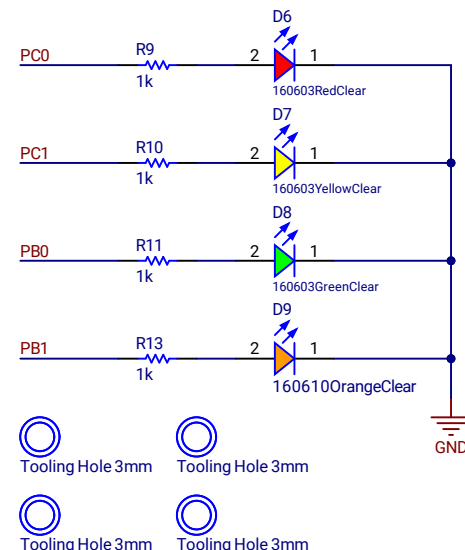 D6
PC0 R9 2 1
1k 160603RedClear
D7
PC1 R10 2 1
1k 160603YellowClear
D8
PB0 R11 2 1
1k 160603GreenClear
D9
PB1 R13 2 1
1k 160610OrangeClear
GND
Tooling Hole 3mm Tooling Hole 3mm
Tooling Hole 3mm Tooling Hole 3mm